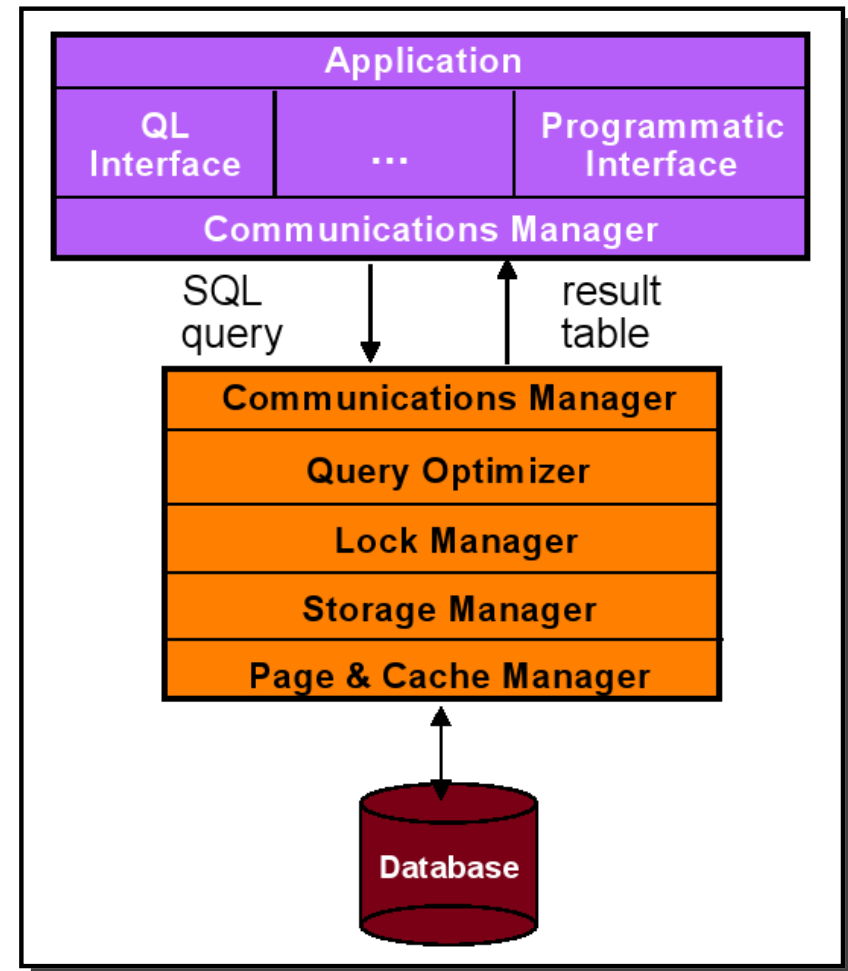 Application
QL
Interface
...
Programmatic
Interface
Communications Manager
SQL
query
result
table
Communications Manager
Query Optimizer
Lock Manager
Storage Manager
Page & Cache Manager
Database